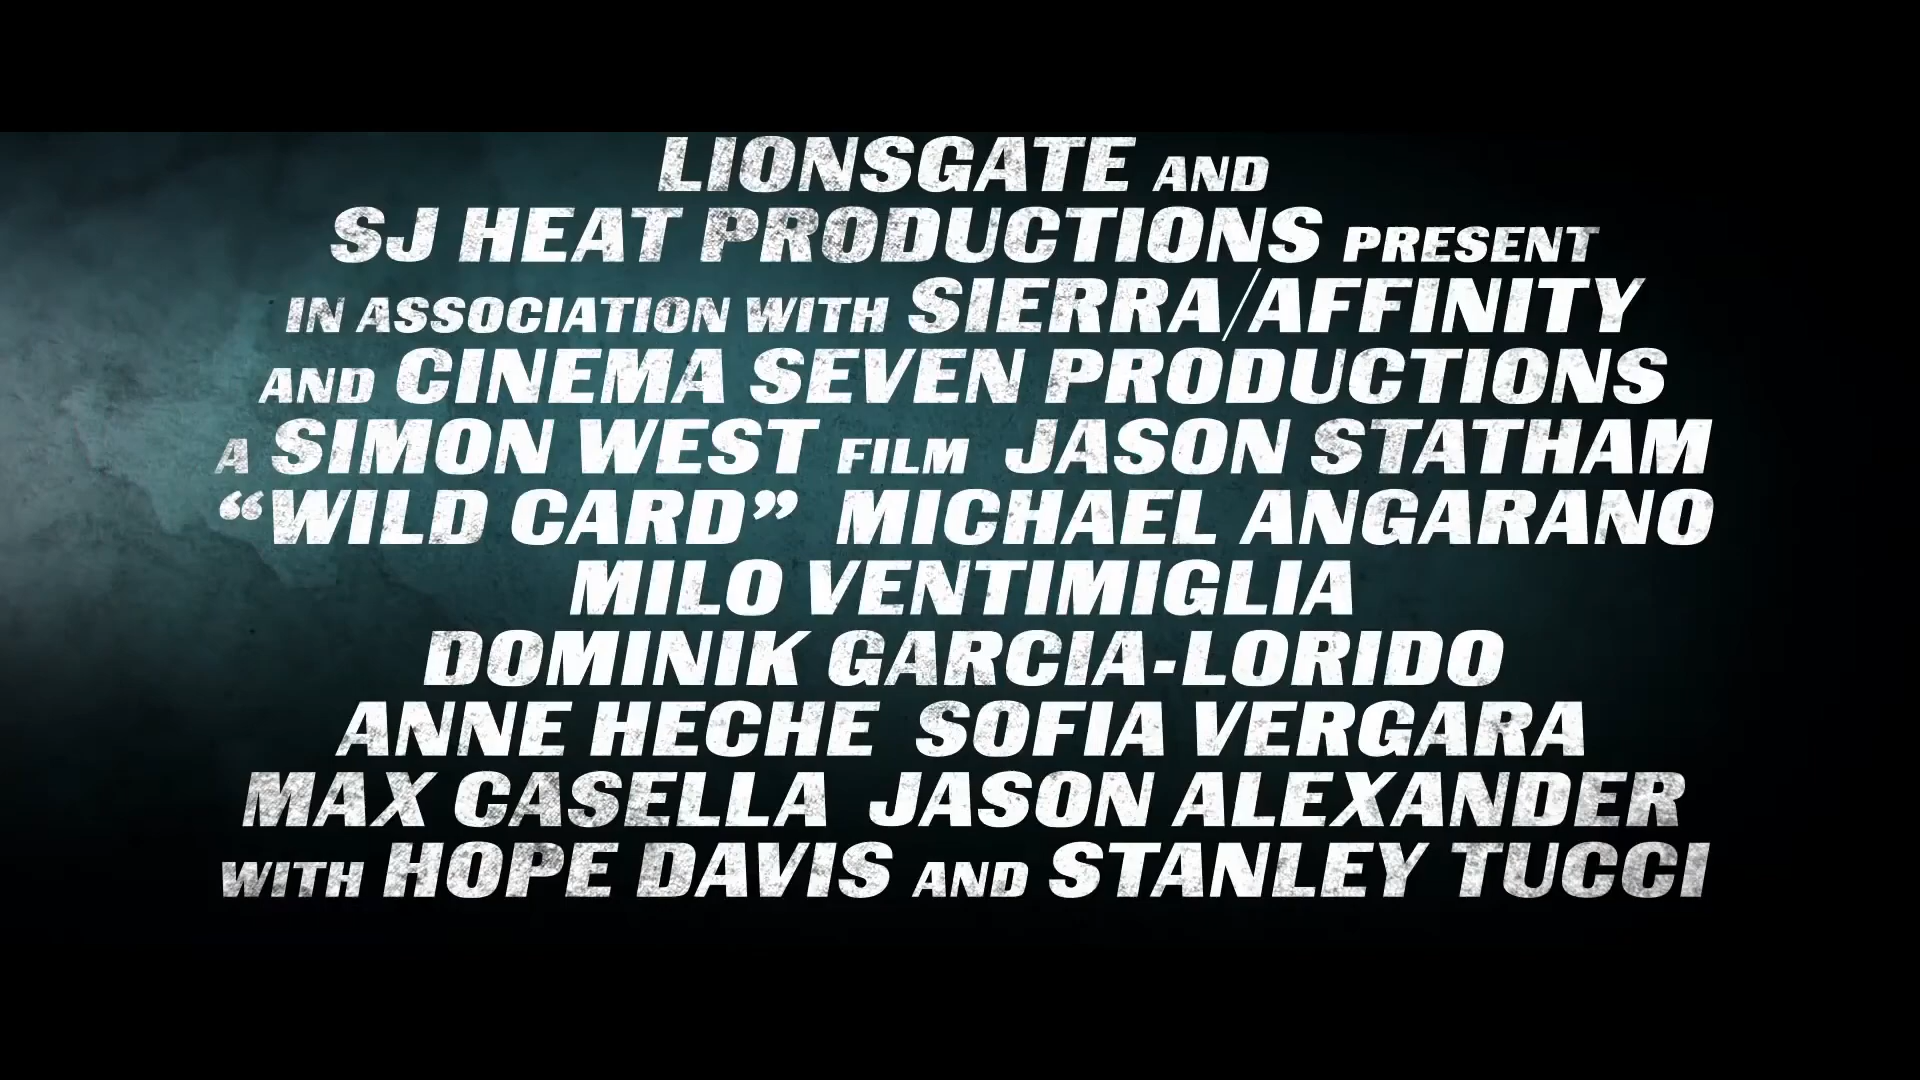 LIONSGATE AND
SJ HEAT PRODUCTIONS PRESENT
IN ASSOCIATION WITH SIERRA/AFFINITY
AND CINEMA SEVEN PRODUCTIONS
A SIMON WEST FILM JASON STATHAM
“WILD CARD” MICHAEL ANGARANO
MILO VENTIMIGLIA
DOMINIK GARCIA-LORIDO
ANNE HECHE SOFIA VERGARA
MAX CASELLA JASON ALEXANDER
WITH HOPE DAVIS AND STANLEY TUCCI